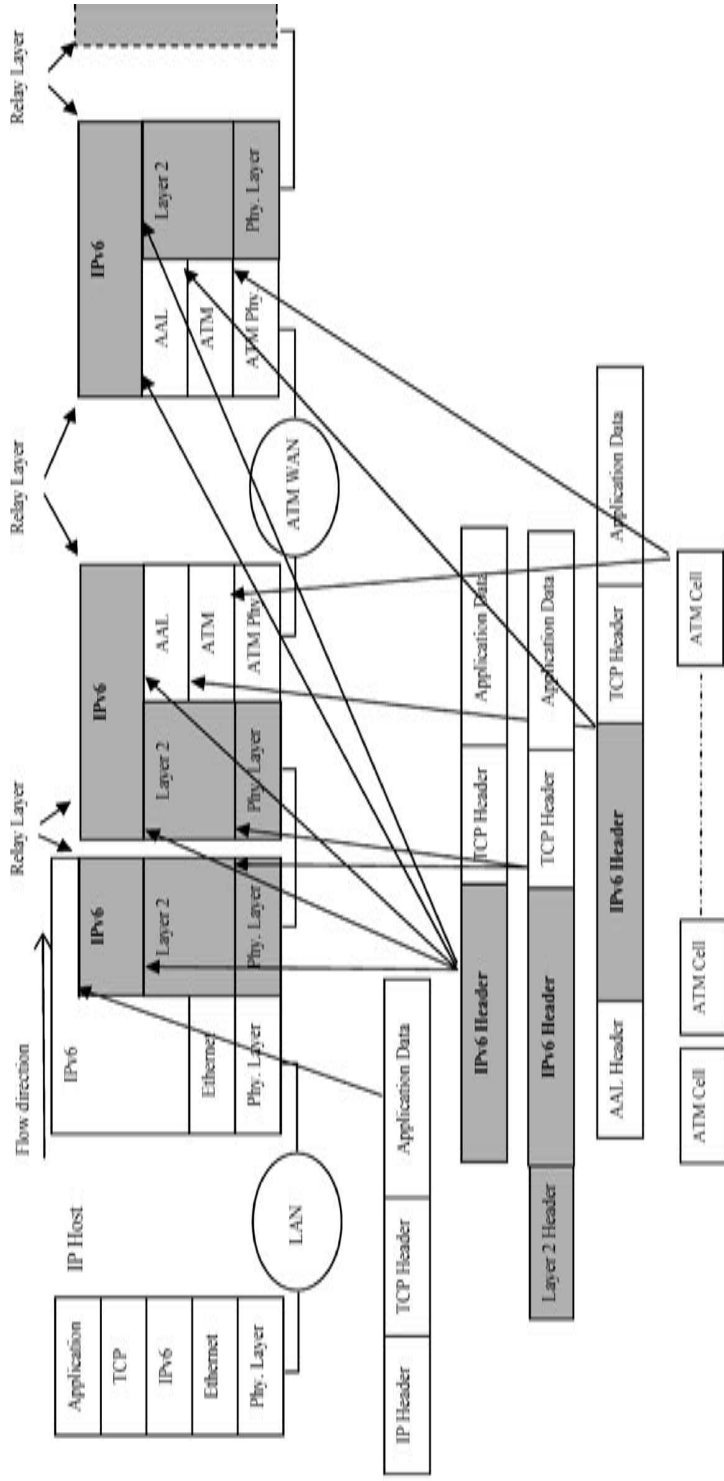 Flow direction
Relay Layer
Relay Layer
Relay Layer
IP Host
Application
TCP
IPv6
Ethernet
Phy. Layer
LAN
IPv6
Ethernet
Phy. Layer
IPv6
Layer 2
Phy. Layer
IPv6
Layer 2
Phy. Layer
AAL
ATM
ATM Phy.
ATM WAN
IPv6
AAL
ATM
ATM Phy.
Layer 2
Phy. Layer
IP Header
TCP Header
Application Data
IPv6 Header
TCP Header
Application Data
Layer 2 Header
IPv6 Header
TCP Header
Application Data
AAL Header
IPv6 Header
TCP Header
Application Data
ATM Cell
ATM Cell
ATM Cell